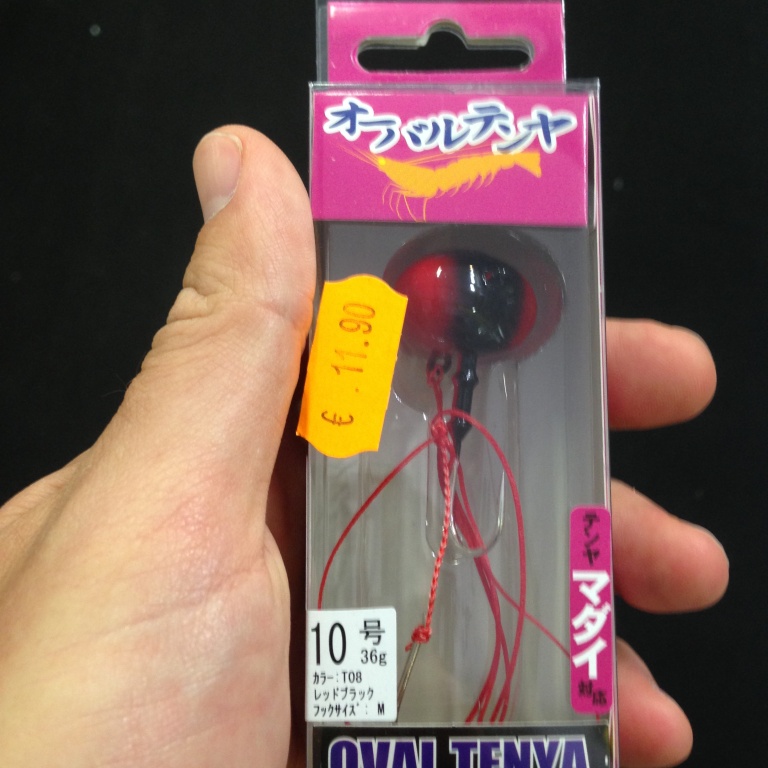 オーバルテンヤ
€ . 11.90
テンヤ
マダイ
対応
10号
36g
カラー:T08
レッドブラック
フックサイズ: M
OVAL TENYA